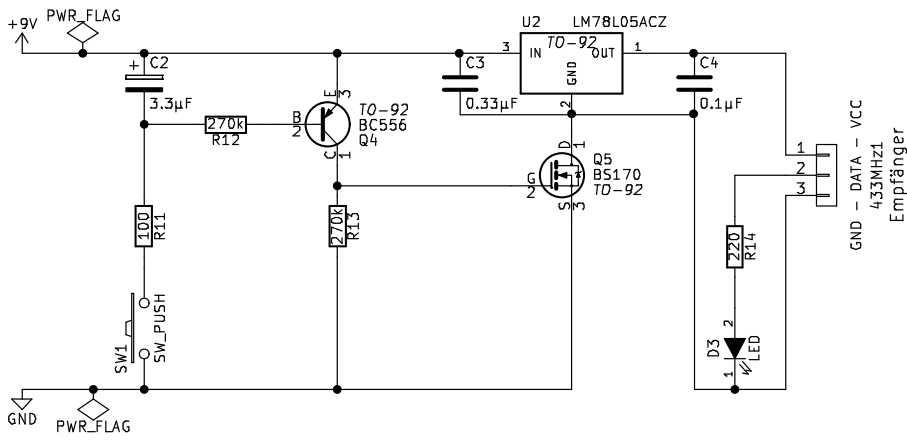 PWR_FLAG
+9V
+ C2
3.3µF
270k
R12
B
2
E
3
TO-92
BC556
Q4
C
1
C3
0.33µF
U2 LM78L05ACZ
3 IN TO-92 OUT 1
GND
2
C4
0.1µF
D
1
Q5
BS170
TO-92
G
2
S
3
1
2
3
GND - DATA - VCC
433MHz1
Empfänger
100
R11
270k
R13
220
R14
SW1
SW_PUSH
2
D3
LED
1
GND
PWR_FLAG